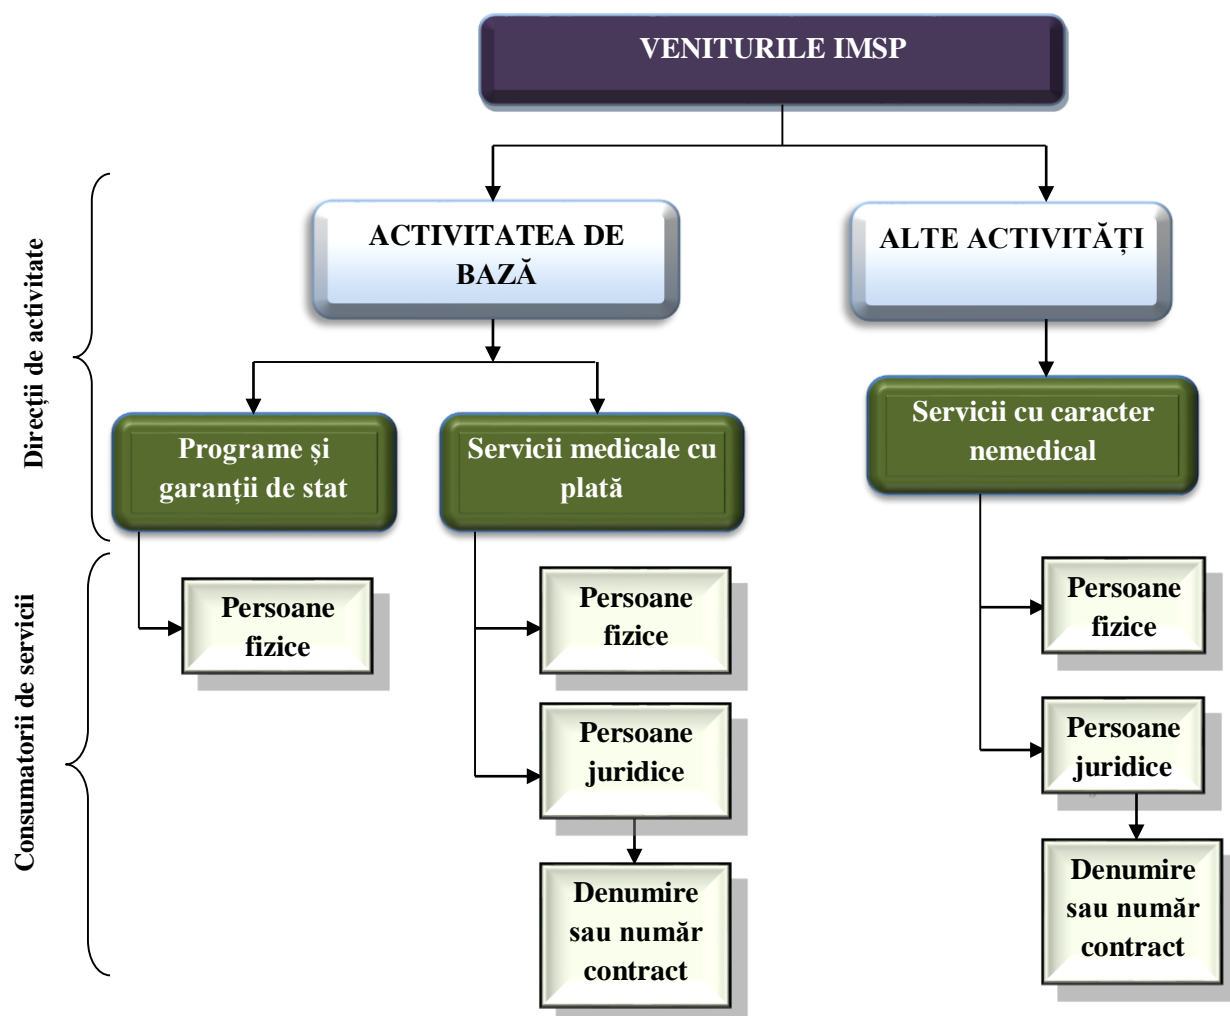 VENITURILE IMSP
Direcții de activitate
ACTIVITATEA DE
BAZĂ
ALTE ACTIVITĂȚI
Programe și
garanții de stat
Servicii medicale cu
plată
Servicii cu caracter
nemedical
Consumatorii de servicii
Persoane
fizice
Persoane
fizice
Persoane
juridice
Denumire
sau număr
contract
Persoane
fizice
Persoane
juridice
Denumire
sau număr
contract